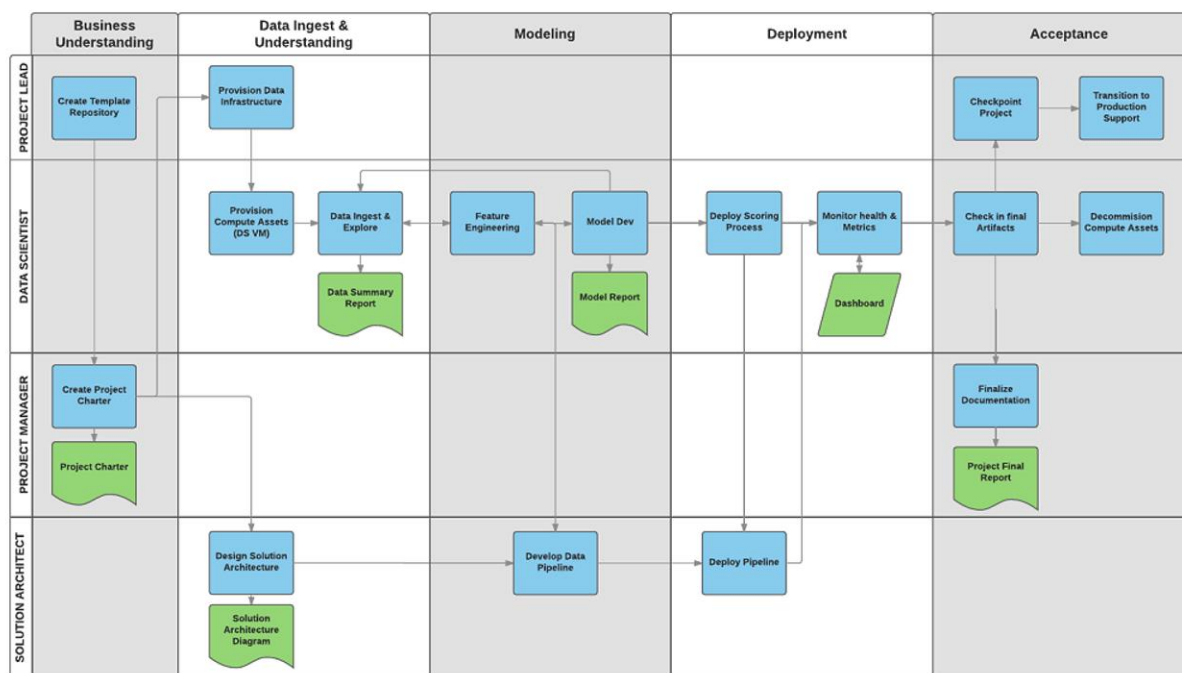 Business
Understanding
Data Ingest &
Understanding
Modeling
Deployment
Acceptance
PROJECT LEAD
Create Template
Repository
Provision Data
Infrastructure
Checkpoint
Project
Transition to
Production
Support
DATA SCIENTIST
Provision
Compute Assets
(DS VM)
Data Ingest &
Explore
Feature
Engineering
Model Dev
Deploy Scoring
Process
Monitor health &
Metrics
Check in final
Artifacts
Decommision
Compute Assets
Data Summary
Report
Model Report
Dashboard
PROJECT MANAGER
Create Project
Charter
Finalize
Documentation
Project Charter
Project Final
Report
SOLUTION ARCHITECT
Design Solution
Architecture
Develop Data
Pipeline
Deploy Pipeline
Solution
Architecture
Diagram